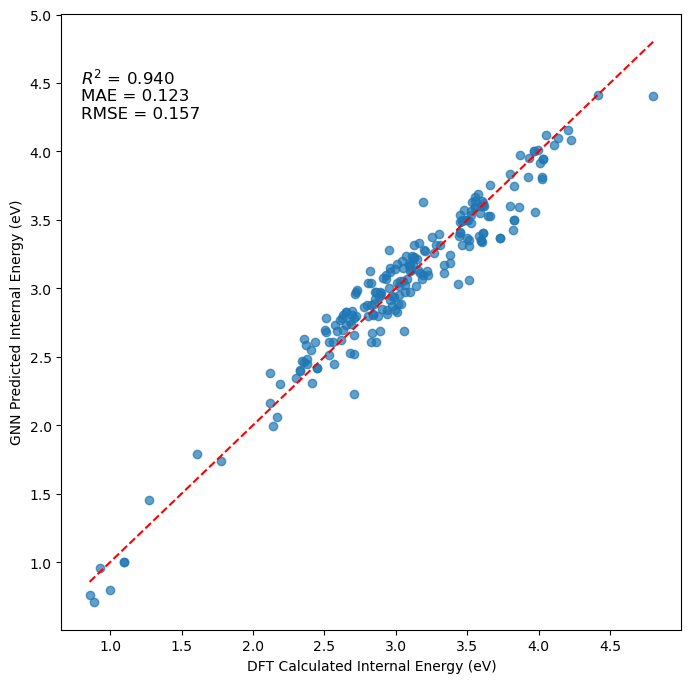 R² = 0.940
MAE = 0.123
RMSE = 0.157
GNN Predicted Internal Energy (eV)
5.0
4.5
4.0
3.5
3.0
2.5
2.0
1.5
1.0
1.0 1.5 2.0 2.5 3.0 3.5 4.0 4.5
DFT Calculated Internal Energy (eV)